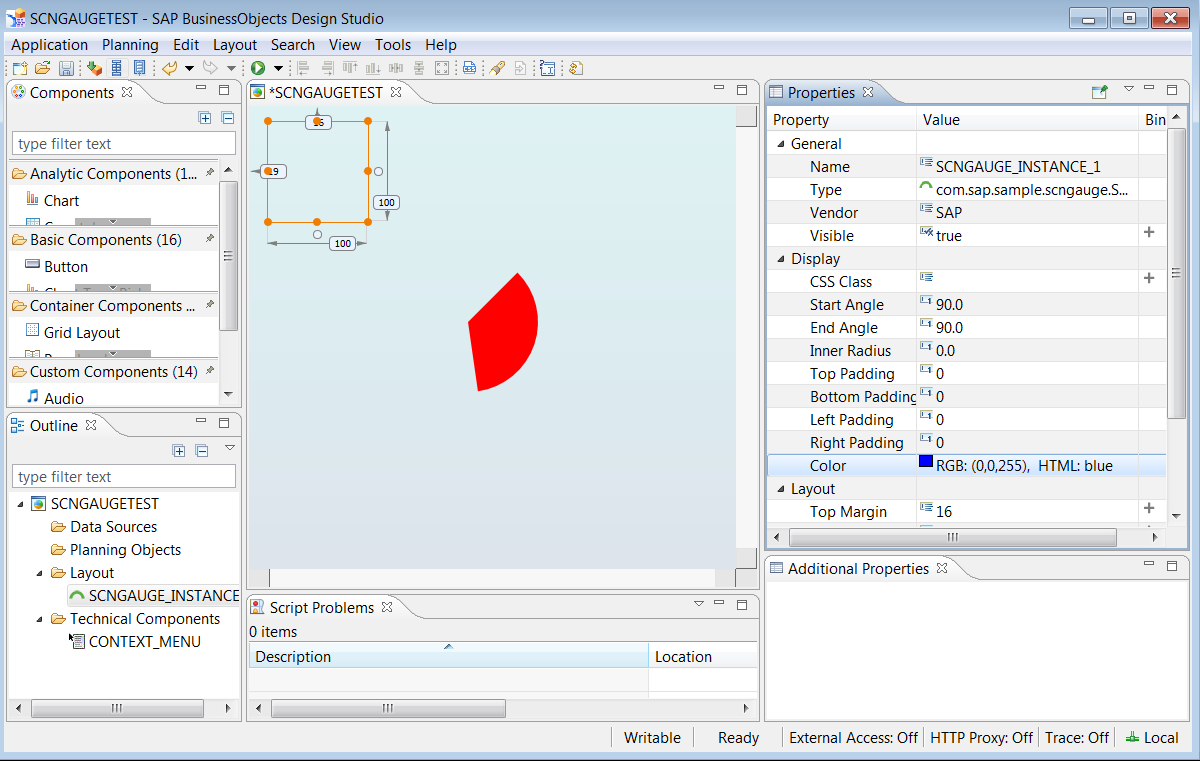 SCNGAUGETEST - SAP BusinessObjects Design Studio
Application Planning Edit Layout Search View Tools Help
Components
type filter text
Analytic Components (1...
Chart
Basic Components (16)
Button
Container Components ...
Grid Layout
Custom Components (14)
Audio
Outline
type filter text
SCNGAUGETEST
Data Sources
Planning Objects
Layout
SCNGAUGE_INSTANCE
Technical Components
CONTEXT_MENU
*SCNGAUGETEST
100
100
Script Problems
0 items
Description Location
Properties
Property Value Bin
General
Name SCNGAUGE_INSTANCE_1
Type com.sap.sample.scngauge.S...
Vendor SAP
Visible true
Display
CSS Class
Start Angle 90.0
End Angle 90.0
Inner Radius 0.0
Top Padding 0
Bottom Padding 0
Left Padding 0
Right Padding 0
Color RGB: (0,0,255), HTML: blue
Layout
Top Margin 16
Additional Properties
Writable Ready External Access: Off HTTP Proxy: Off Trace: Off Local